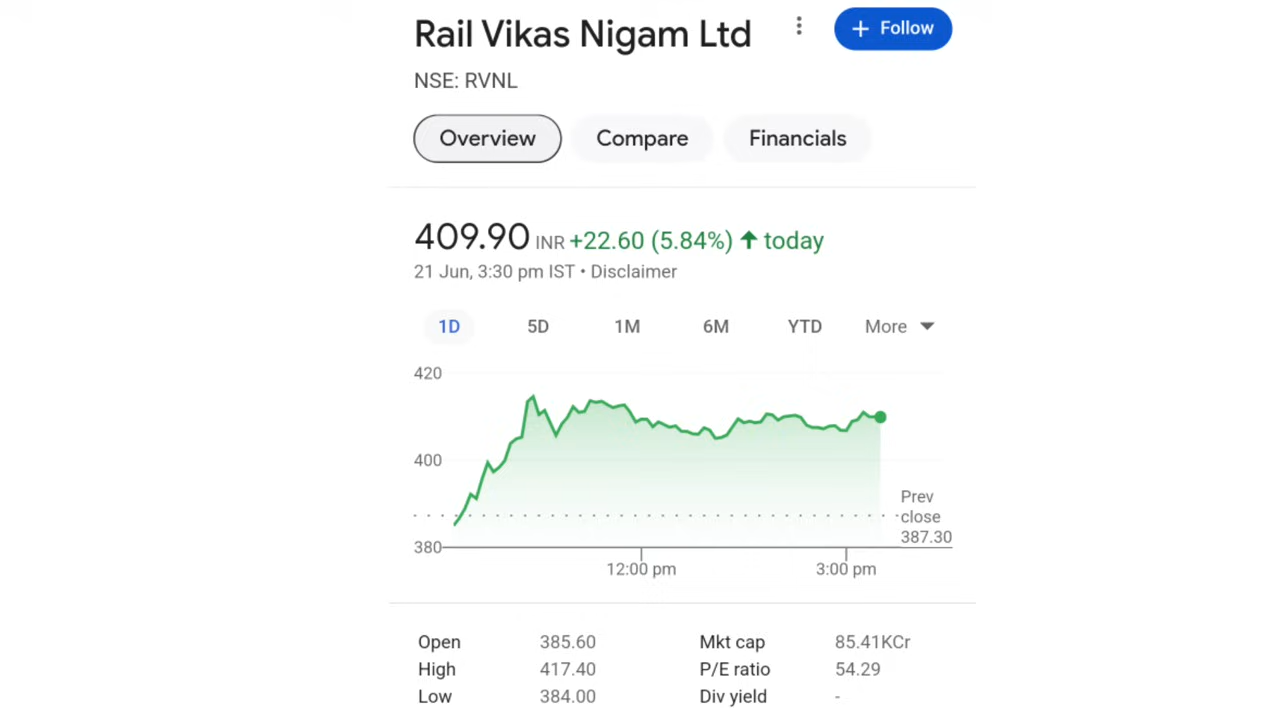 Rail Vikas Nigam Ltd
+ Follow
NSE: RVNL
Overview Compare Financials
409.90 INR +22.60 (5.84%) ↑ today
21 Jun, 3:30 pm IST • Disclaimer
1D 5D 1M 6M YTD More
420
400
Prev
close
387.30
380
12:00 pm 3:00 pm
Open 385.60 Mkt cap 85.41KCr
High 417.40 P/E ratio 54.29
Low 384.00 Div yield -